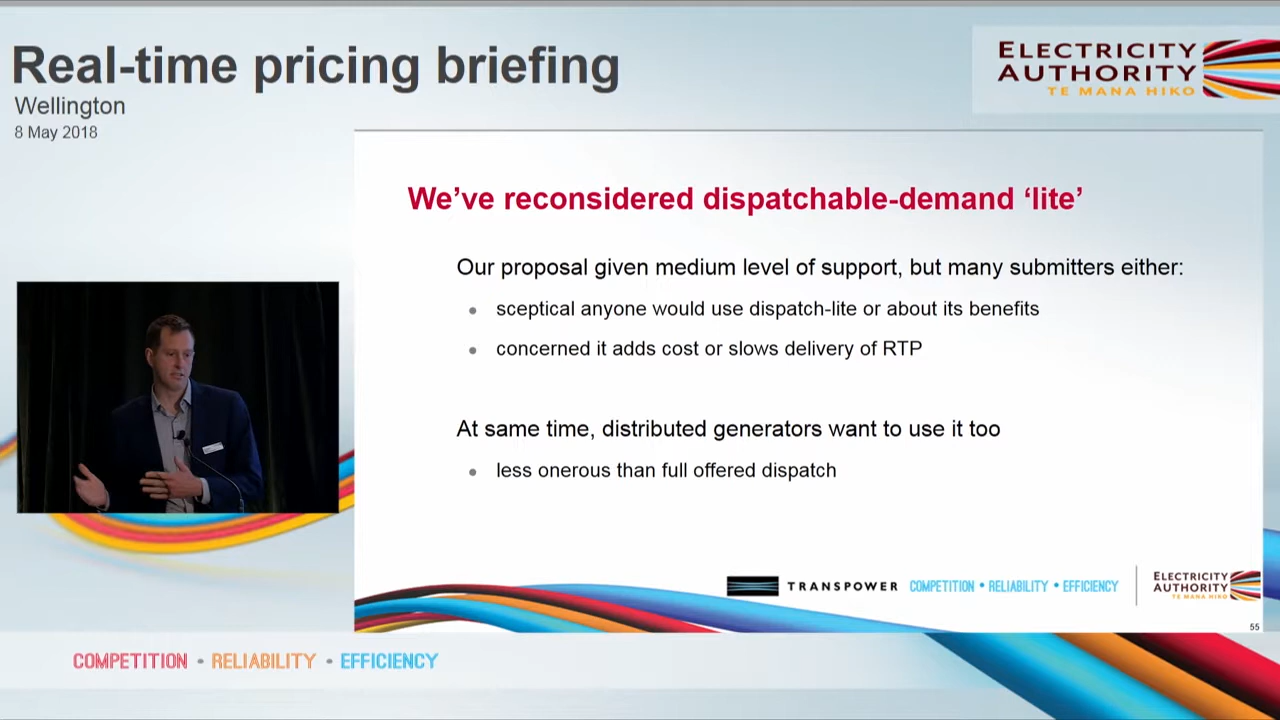 Real-time pricing briefing
Wellington
8 May 2018
ELECTRICITY
AUTHORITY
TE MANA HIKO
We’ve reconsidered dispatchable-demand ‘lite’
Our proposal given medium level of support, but many submitters either:
• sceptical anyone would use dispatch-lite or about its benefits
• concerned it adds cost or slows delivery of RTP
At same time, distributed generators want to use it too
• less onerous than full offered dispatch
TRANSPOWER COMPETITION • RELIABILITY • EFFICIENCY
ELECTRICITY
AUTHORITY
TE MANA HIKO
55
COMPETITION • RELIABILITY • EFFICIENCY